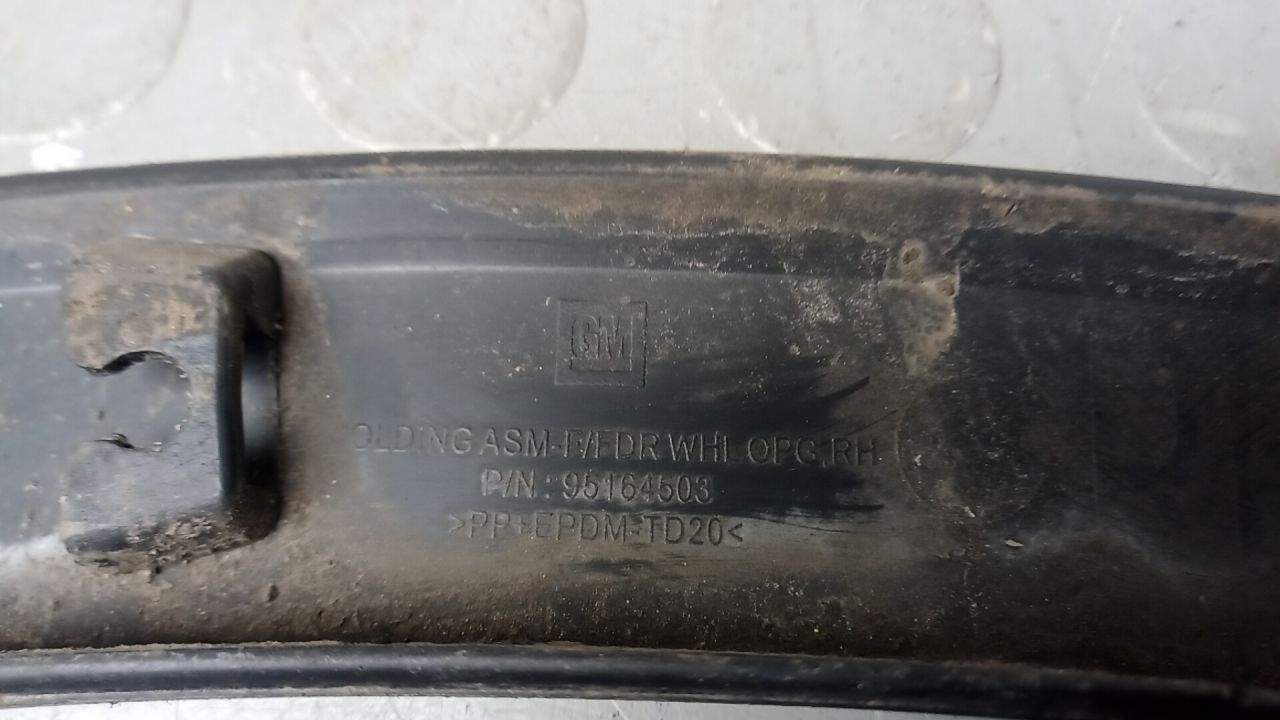 GM
OLDING ASM-F/FDR WHL OPG,RH
P/N : 95164503
>PP+EPDM-TD20<